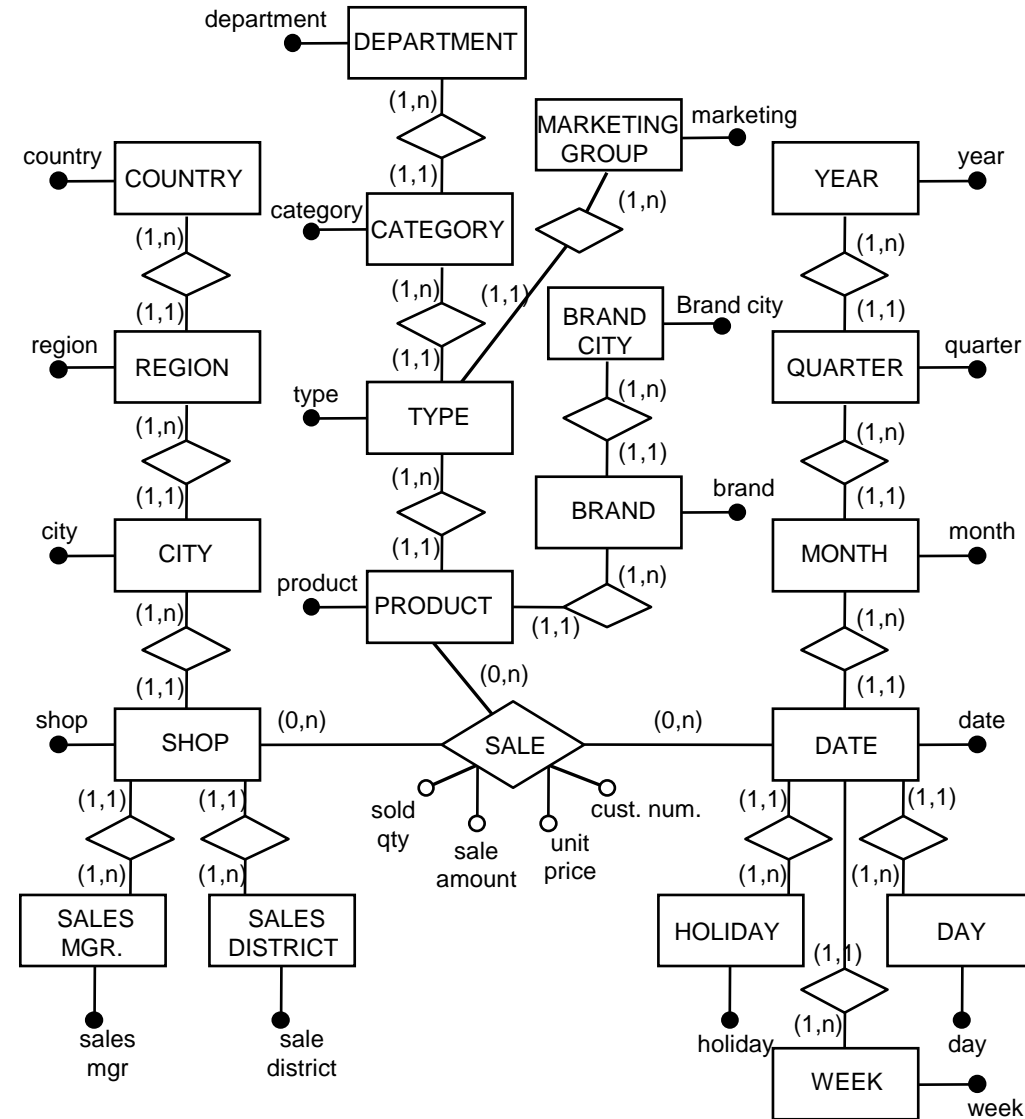 department
DEPARTMENT
(1,n)
MARKETING
GROUP
marketing
country
COUNTRY
(1,1)
(1,n)
YEAR
year
category
CATEGORY
(1,n)
(1,n)
(1,n)
(1,1)
(1,1)
BRAND
CITY
Brand city
(1,1)
region
REGION
(1,1)
QUARTER
quarter
type
TYPE
(1,n)
(1,n)
(1,n)
(1,n)
(1,1)
(1,1)
(1,1)
brand
BRAND
city
CITY
(1,1)
MONTH
month
product
PRODUCT
(1,n)
(1,1)
(1,n)
(1,n)
(0,n)
(1,1)
(1,1)
shop
SHOP
(0,n)
SALE
(0,n)
DATE
date
(1,1)
(1,1)
sold
qty
sale
amount
unit
price
cust. num.
(1,1)
(1,1)
(1,n)
(1,n)
(1,n)
(1,n)
SALES
MGR.
SALES
DISTRICT
HOLIDAY
DAY
(1,1)
sales
mgr
sale
district
holiday
(1,n)
day
WEEK
week